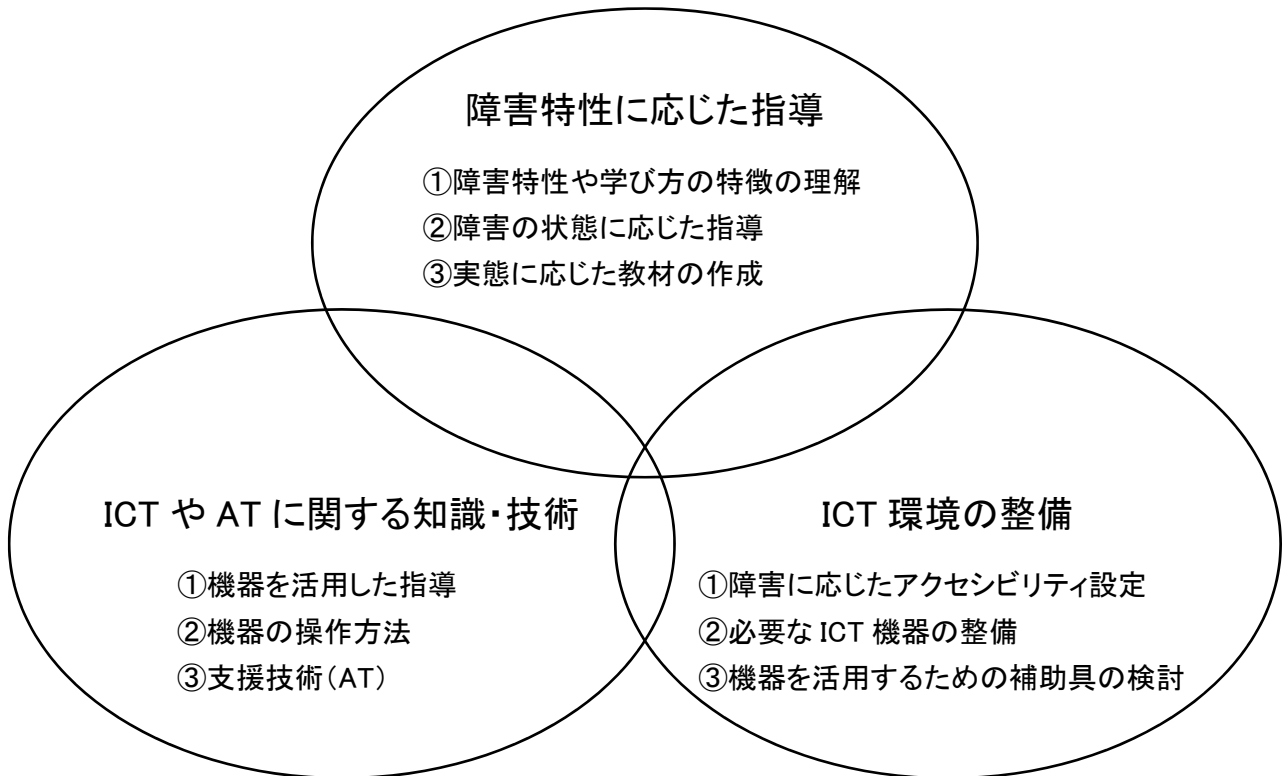 障害特性に応じた指導
①障害特性や学び方の特徴の理解
②障害の状態に応じた指導
③実態に応じた教材の作成
ICT や AT に関する知識・技術
①機器を活用した指導
②機器の操作方法
③支援技術(AT)
ICT 環境の整備
①障害に応じたアクセシビリティ設定
②必要な ICT 機器の整備
③機器を活用するための補助具の検討